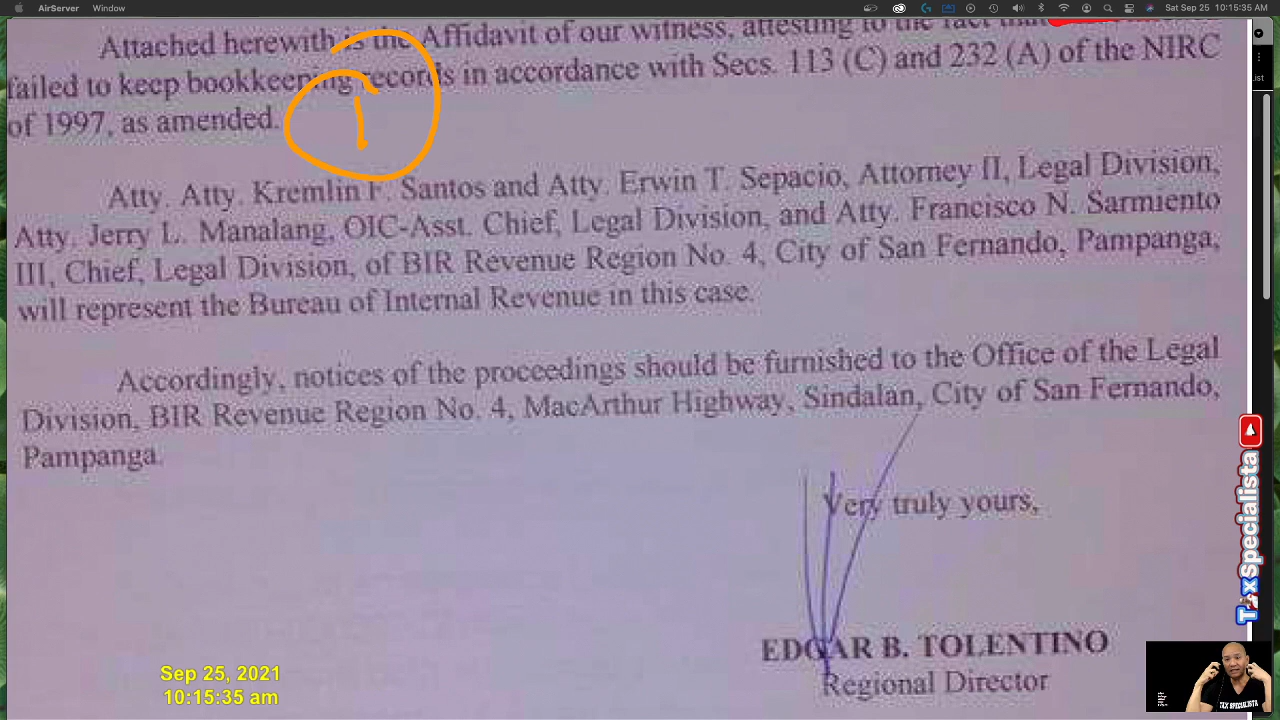 AirServer Window
Sat Sep 25 10:15:35 AM
Attached herewith is the Affidavit of our witness, attesting to the fact that
failed to keep bookkeeping records in accordance with Secs. 113 (C) and 232 (A) of the NIRC
of 1997, as amended.
1
Atty. Atty. Kremlin F. Santos and Atty. Erwin T. Sepacio, Attorney II, Legal Division,
Atty. Jerry L. Manalang, OIC-Asst. Chief, Legal Division, and Atty. Francisco N. Sarmiento
III, Chief, Legal Division, of BIR Revenue Region No. 4, City of San Fernando, Pampanga,
will represent the Bureau of Internal Revenue in this case.
Accordingly, notices of the proceedings should be furnished to the Office of the Legal
Division, BIR Revenue Region No. 4, MacArthur Highway, Sindalan, City of San Fernando,
Pampanga.
Very truly yours,
EDGAR B. TOLENTINO
Regional Director
Sep 25, 2021
10:15:35 am
TaxSpecialista
TAX SPECIALISTA